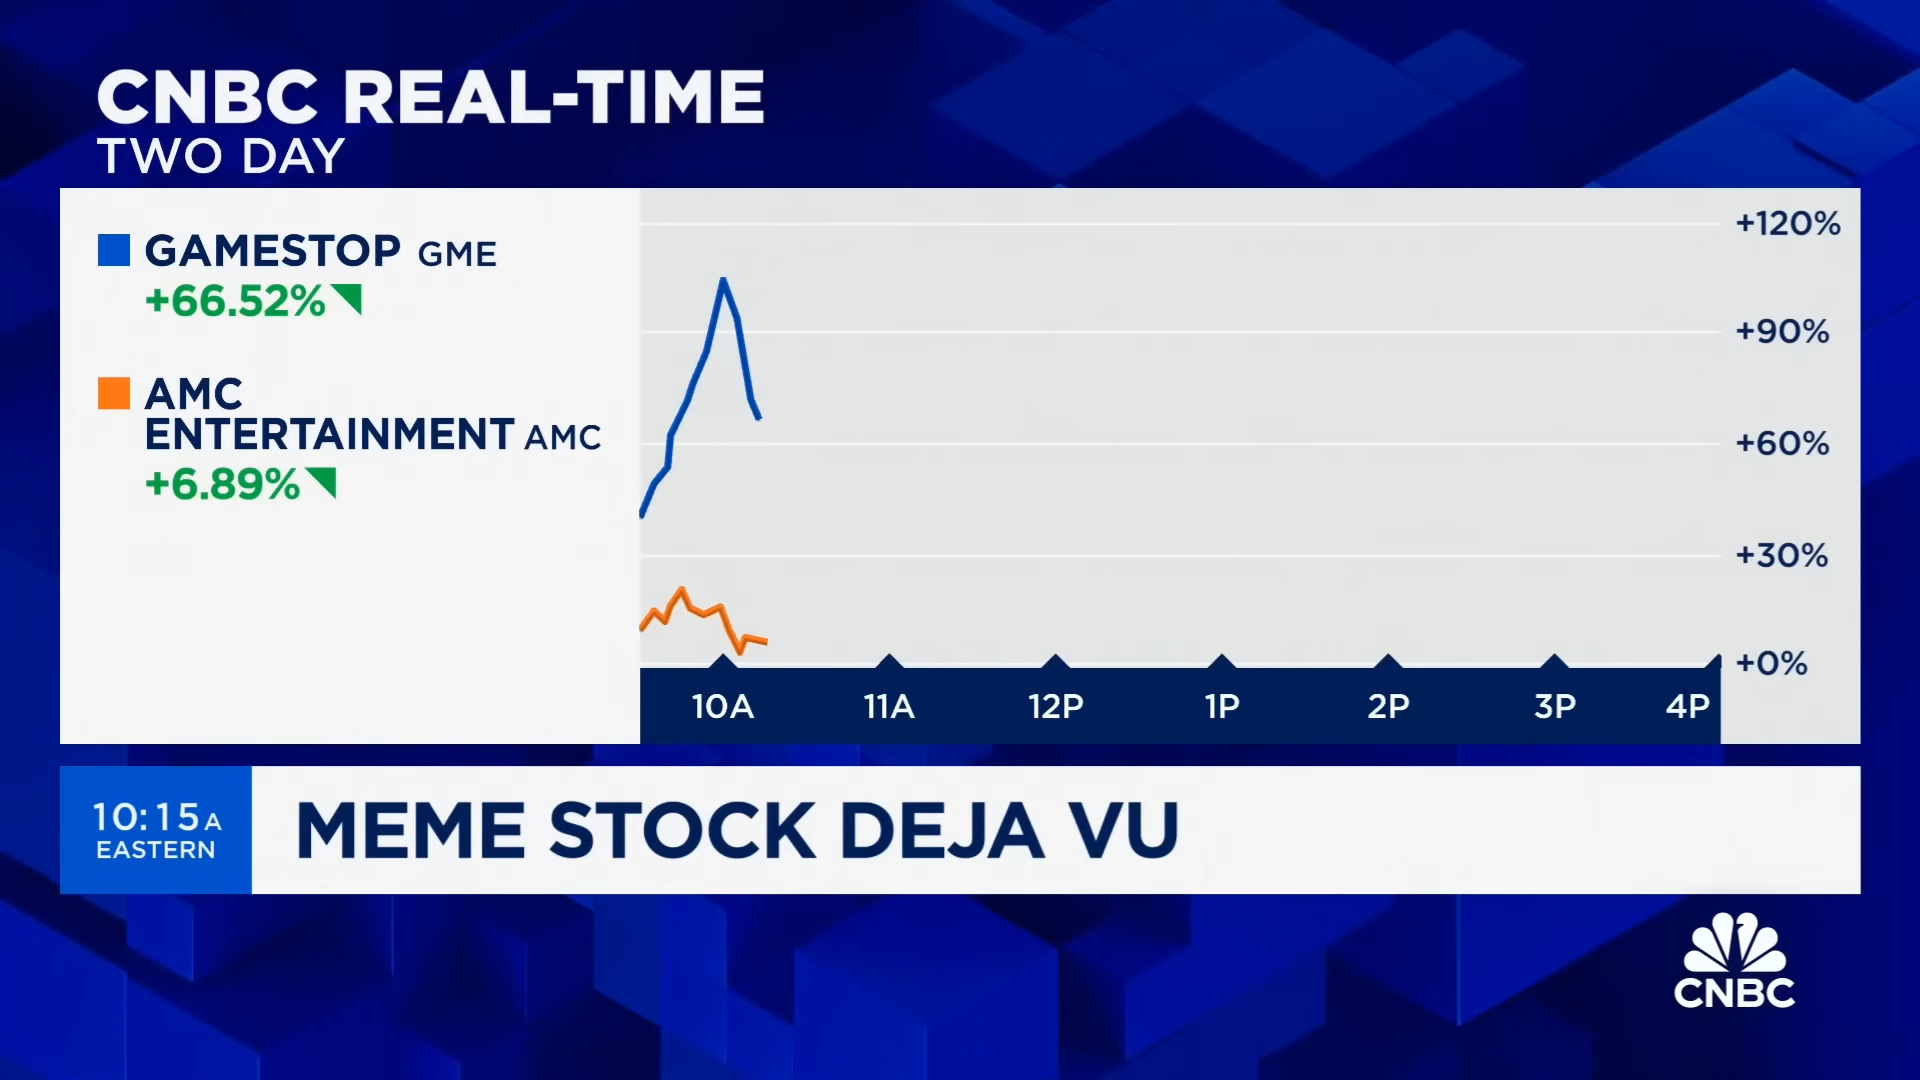 CNBC REAL-TIME
TWO DAY
GAMESTOP GME
+66.52%
AMC
ENTERTAINMENT AMC
+6.89%
+120%
+90%
+60%
+30%
+0%
10A 11A 12P 1P 2P 3P 4P
10:15A
EASTERN
MEME STOCK DEJA VU
CNBC